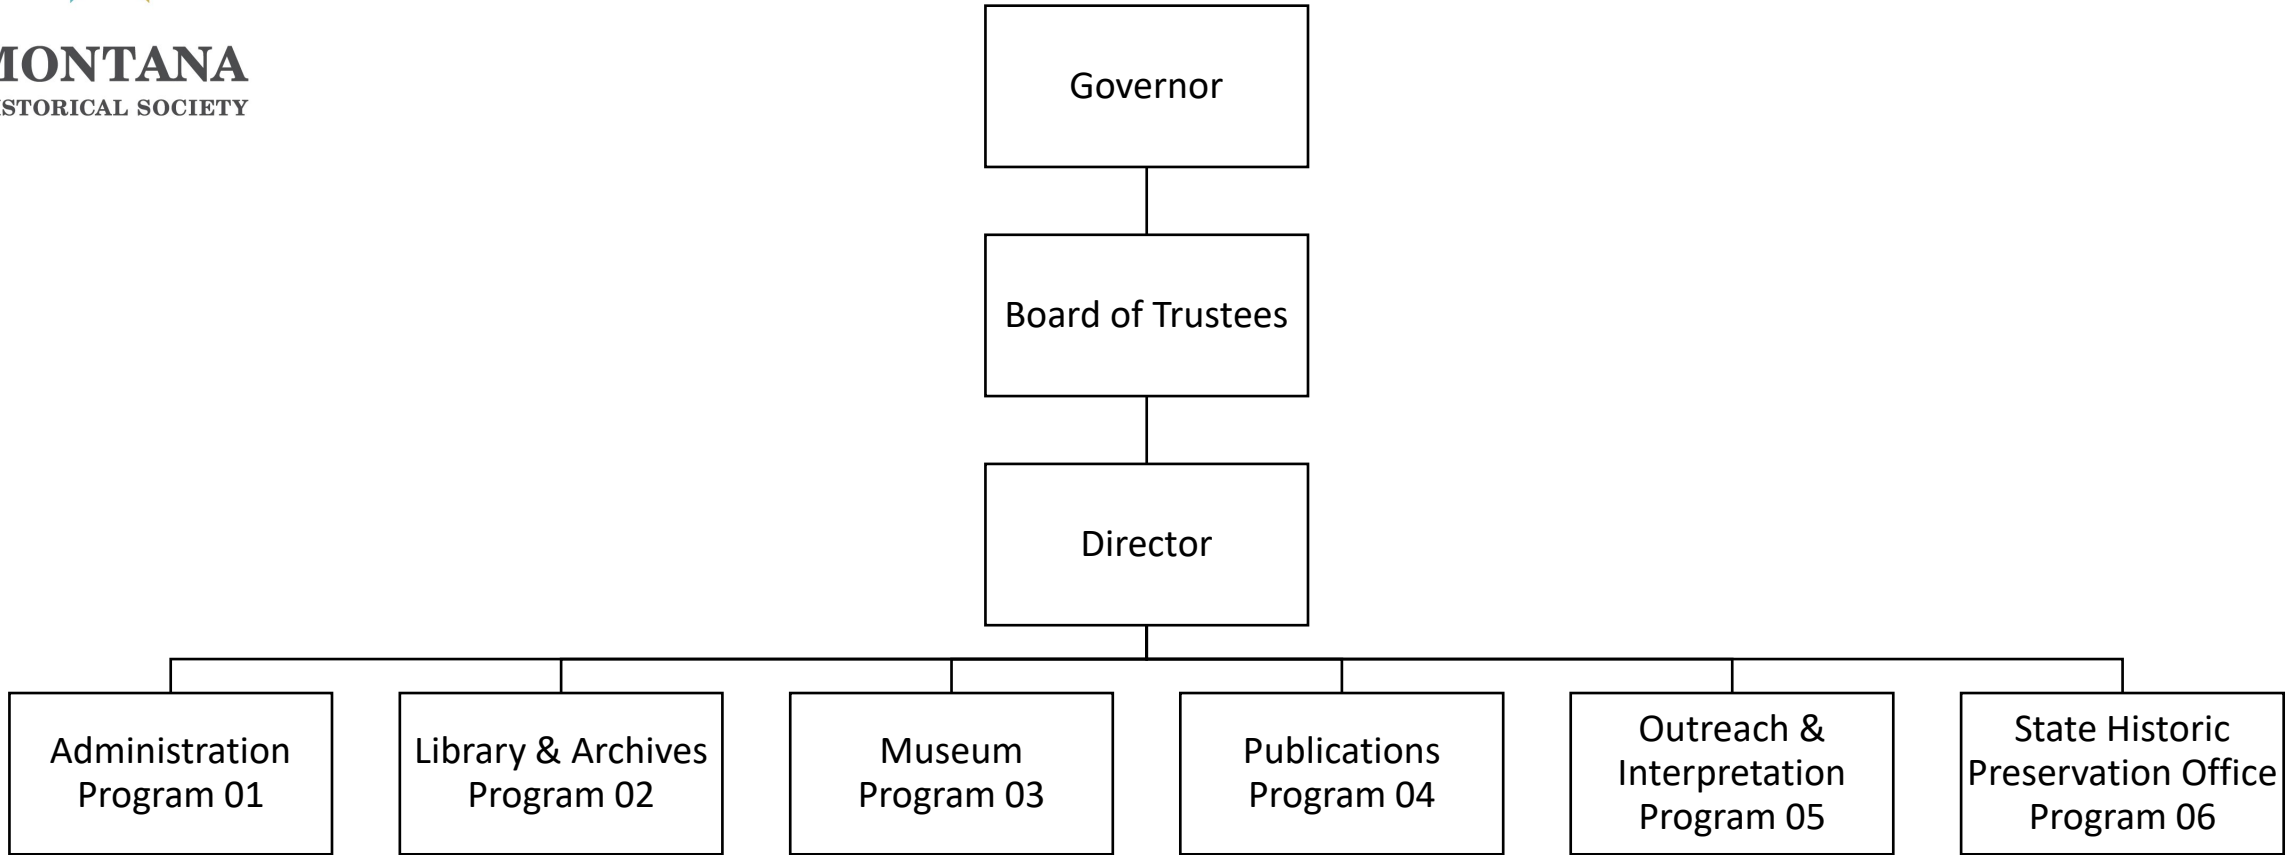 MONTANA
HISTORICAL SOCIETY
Governor
Board of Trustees
Director
Administration
Program 01
Library & Archives
Program 02
Museum
Program 03
Publications
Program 04
Outreach &
Interpretation
Program 05
State Historic
Preservation Office
Program 06